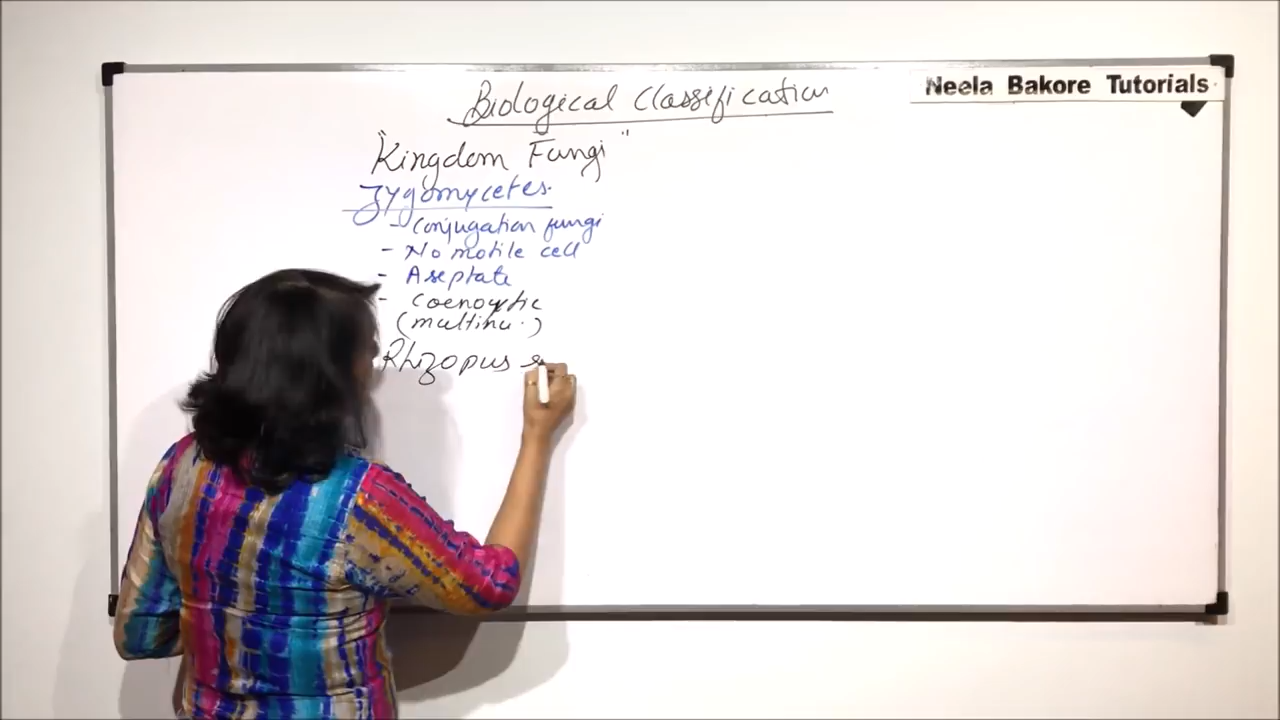 Neela Bakore Tutorials
Biological Classification
"Kingdom Fungi"
Zygomycetes.
- Conjugation fungi
- No motile cell
- Aseptate
- Coenocytic
(multinu.)
Rhizopus